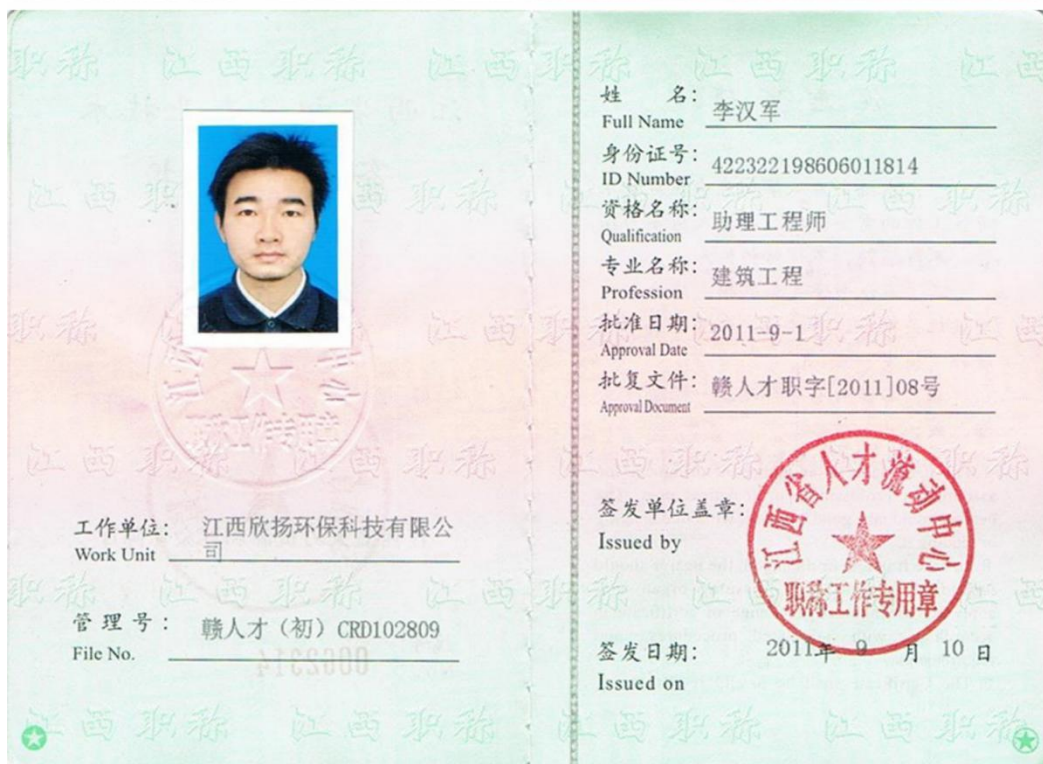 工作单位: 江西欣扬环保科技有限公
司
Work Unit
管 理 号: 赣人才（初）CRD102809
File No.
姓 名: 李汉军
Full Name
身份证号: 422322198606011814
ID Number
资格名称: 助理工程师
Qualification
专业名称: 建筑工程
Profession
批准日期: 2011-9-1
Approval Date
批复文件: 赣人才职字[2011]08号
Approval Document
江西省人才流动中心
职称工作专用章
签发单位盖章:
Issued by
签发日期: 2011年 9 月 10 日
Issued on
江西职称